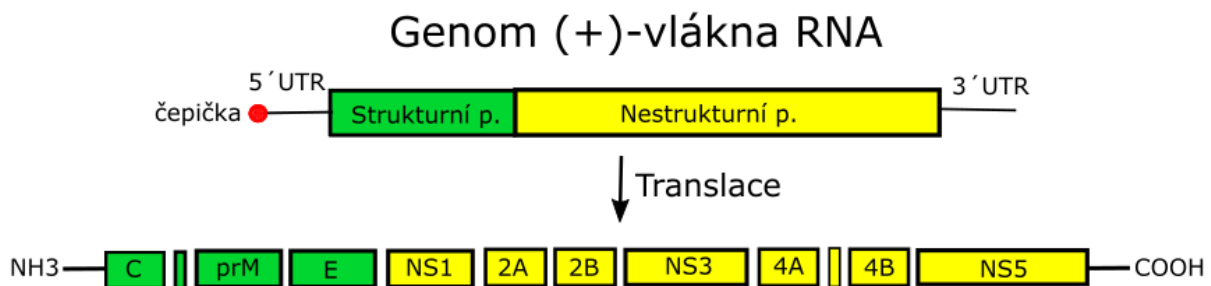 Genom (+)-vlákna RNA
5´UTR
3´UTR
čepička
Strukturní p.
Nestrukturní p.
Translace
NH3 C prM E NS1 2A 2B NS3 4A 4B NS5 COOH